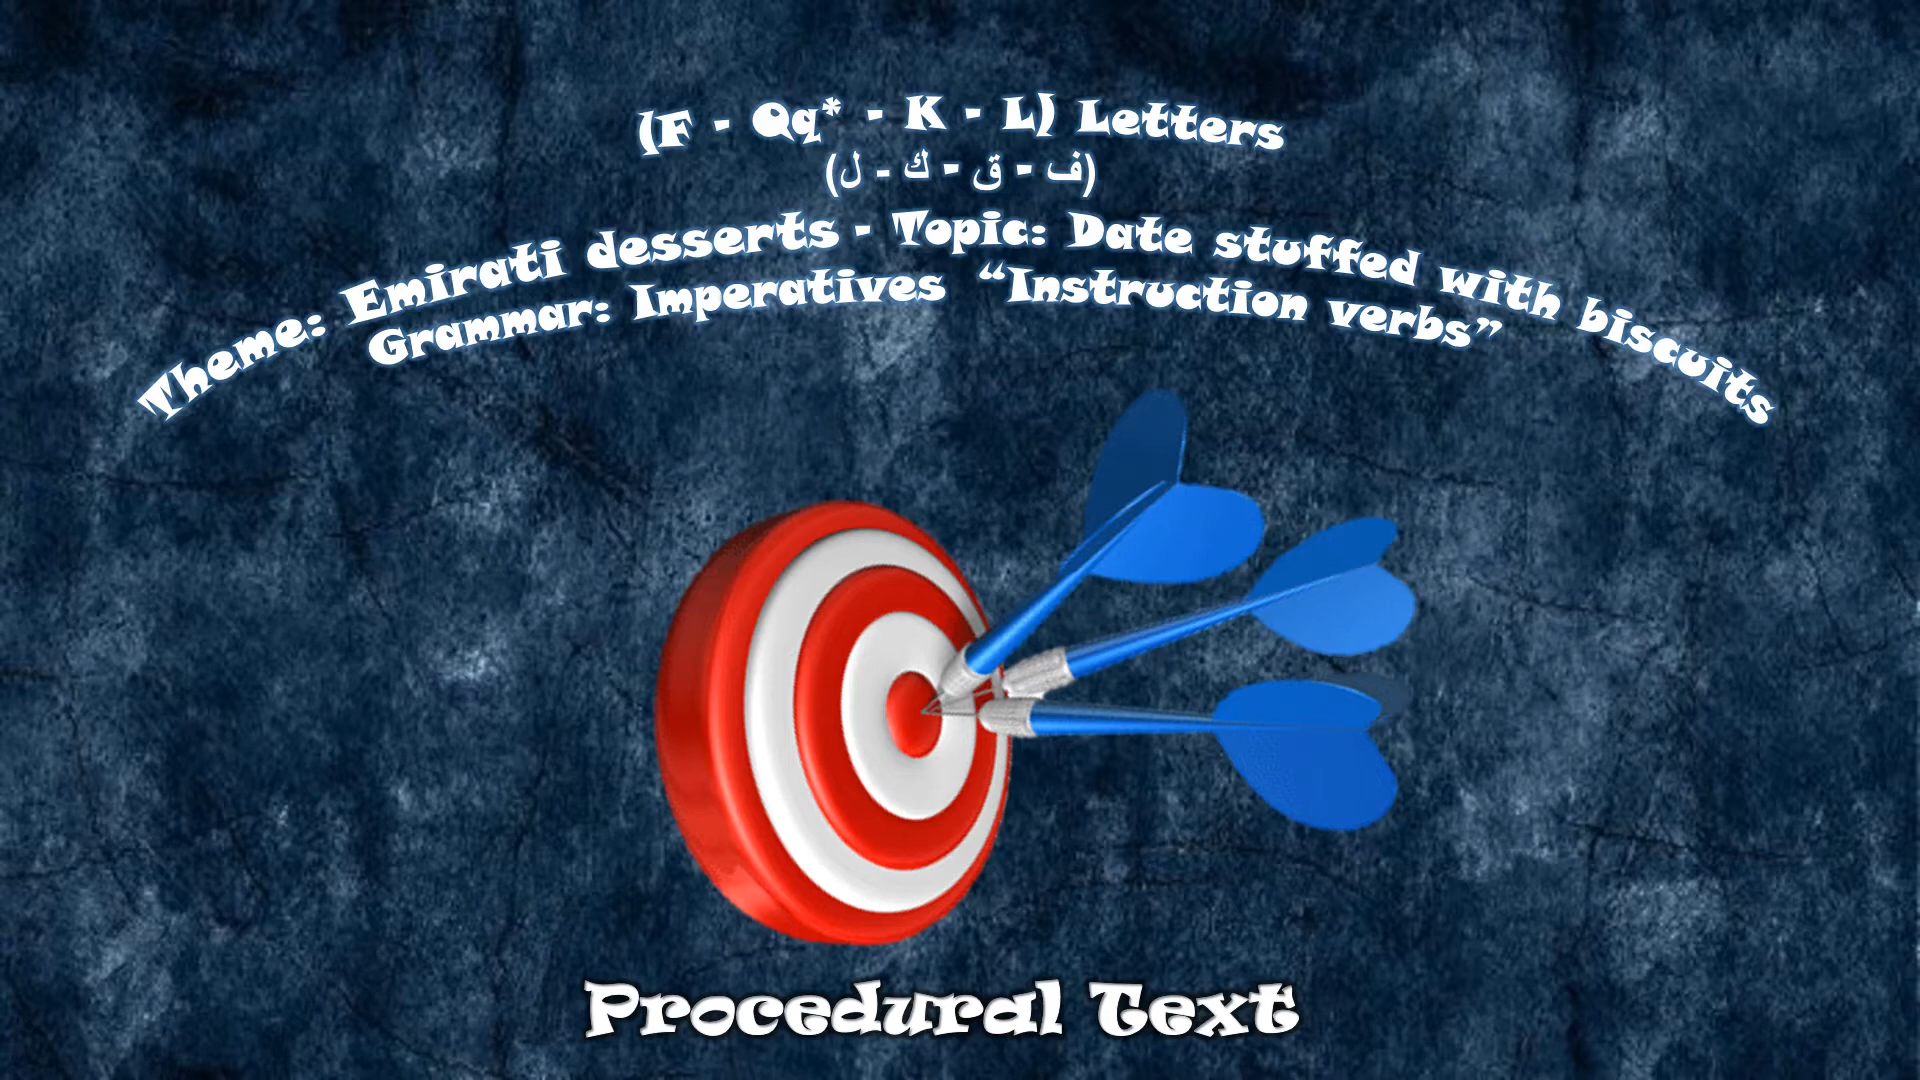 (F - Qq* - K - L) Letters
(ف - ق - ك - ل)
Theme: Emirati desserts - Topic: Date stuffed with biscuits
Grammar: Imperatives “Instruction verbs”
Procedural Text